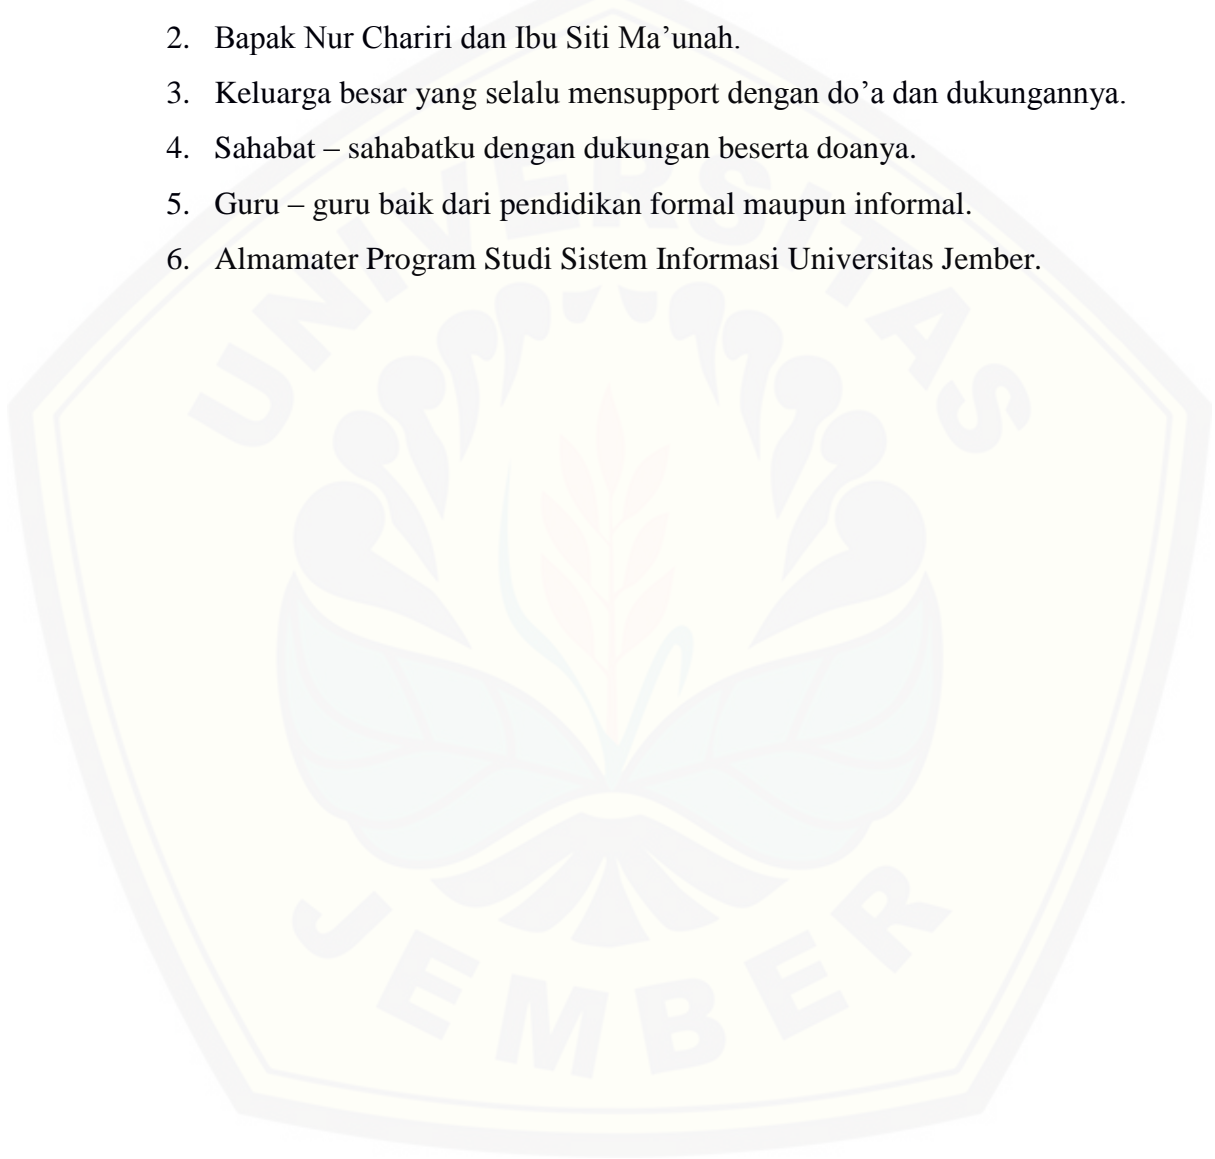 2. Bapak Nur Chariri dan Ibu Siti Ma’unah.
3. Keluarga besar yang selalu mensupport dengan do’a dan dukungannya.
4. Sahabat – sahabatku dengan dukungan beserta doanya.
5. Guru – guru baik dari pendidikan formal maupun informal.
6. Almamater Program Studi Sistem Informasi Universitas Jember.
UNIVERSITAS
JEMBER